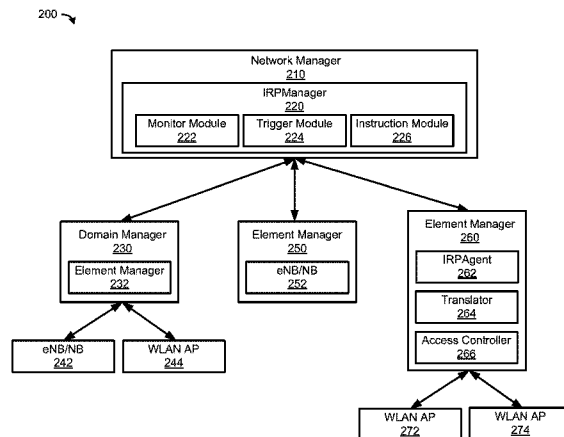 200
Network Manager
210
IRPManager
220
Monitor Module
222
Trigger Module
224
Instruction Module
226
Domain Manager
230
Element Manager
232
Element Manager
250
eNB/NB
252
Element Manager
260
IRPAgent
262
Translator
264
Access Controller
266
eNB/NB
242
WLAN AP
244
WLAN AP
272
WLAN AP
274